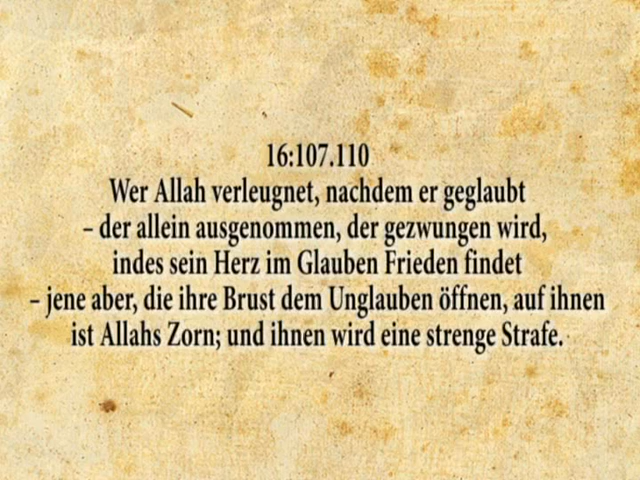 16:107.110
Wer Allah verleugnet, nachdem er geglaubt
– der allein ausgenommen, der gezwungen wird,
indes sein Herz im Glauben Frieden findet
– jene aber, die ihre Brust dem Unglauben öffnen, auf ihnen
ist Allahs Zorn; und ihnen wird eine strenge Strafe.